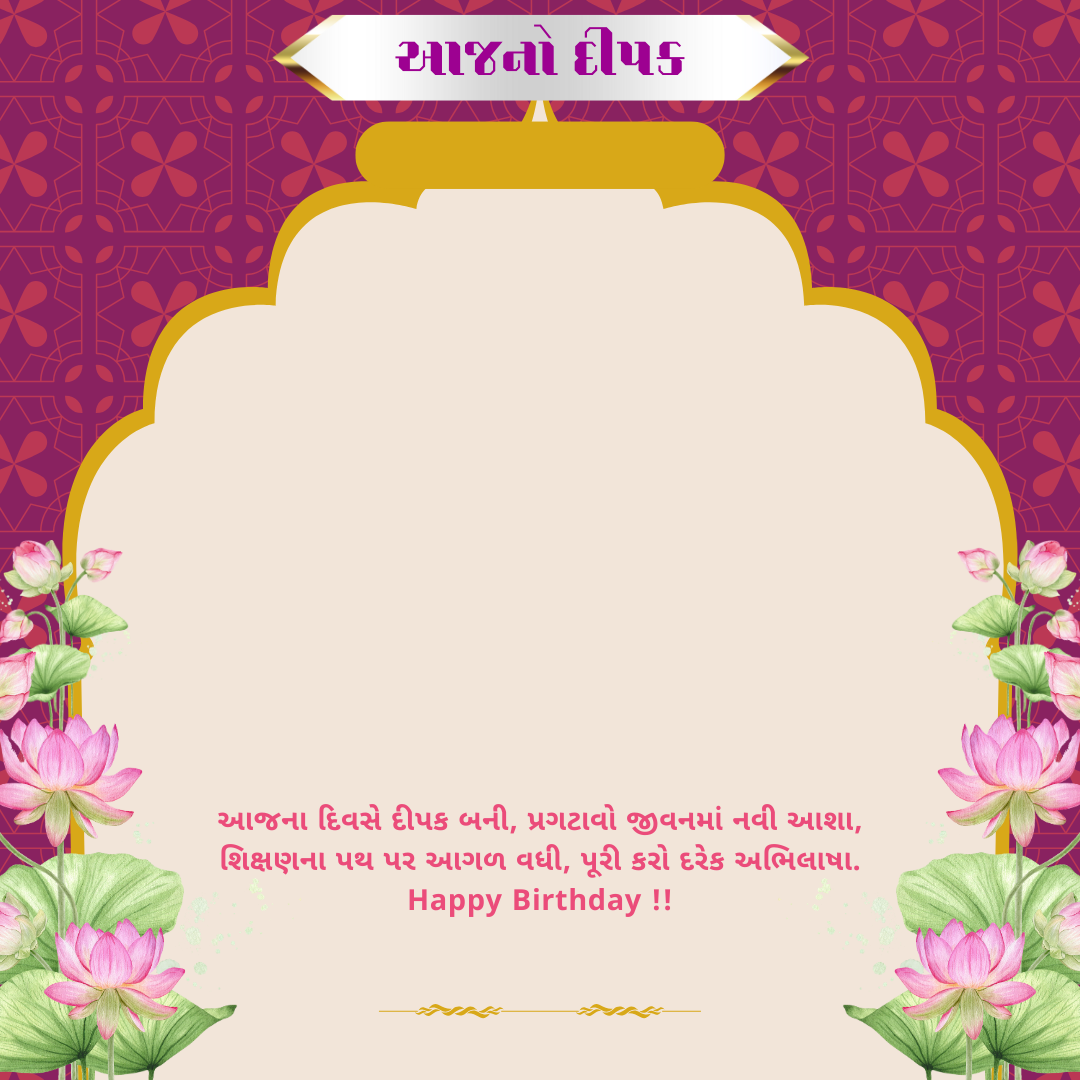 આજનો દીપક
આજના દિવસે દીપક બની, પ્રગટાવો જીવનમાં નવી આશા,
શિક્ષણના પથ પર આગળ વધી, પૂરી કરો દરેક અભિલાષા.
Happy Birthday !!